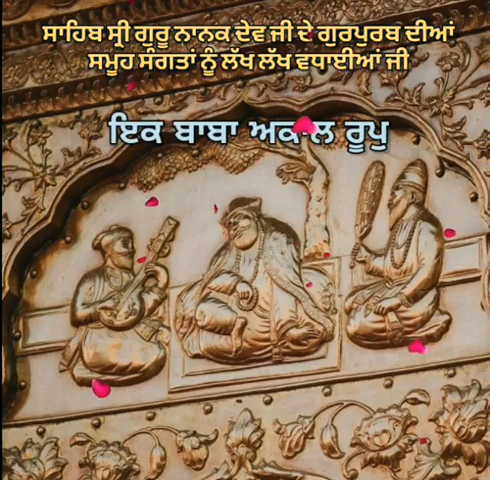 ਸਾਹਿਬ ਸ੍ਰੀ ਗੁਰੂ ਨਾਨਕ ਦੇਵ ਜੀ ਦੇ ਗੁਰਪੁਰਬ ਦੀਆਂ
ਸਮੂਹ ਸੰਗਤਾਂ ਨੂੰ ਲੱਖ ਲੱਖ ਵਧਾਈਆਂ ਜੀ
ਇਕ ਬਾਬਾ ਅਕਾਲ ਰੂਪੁ